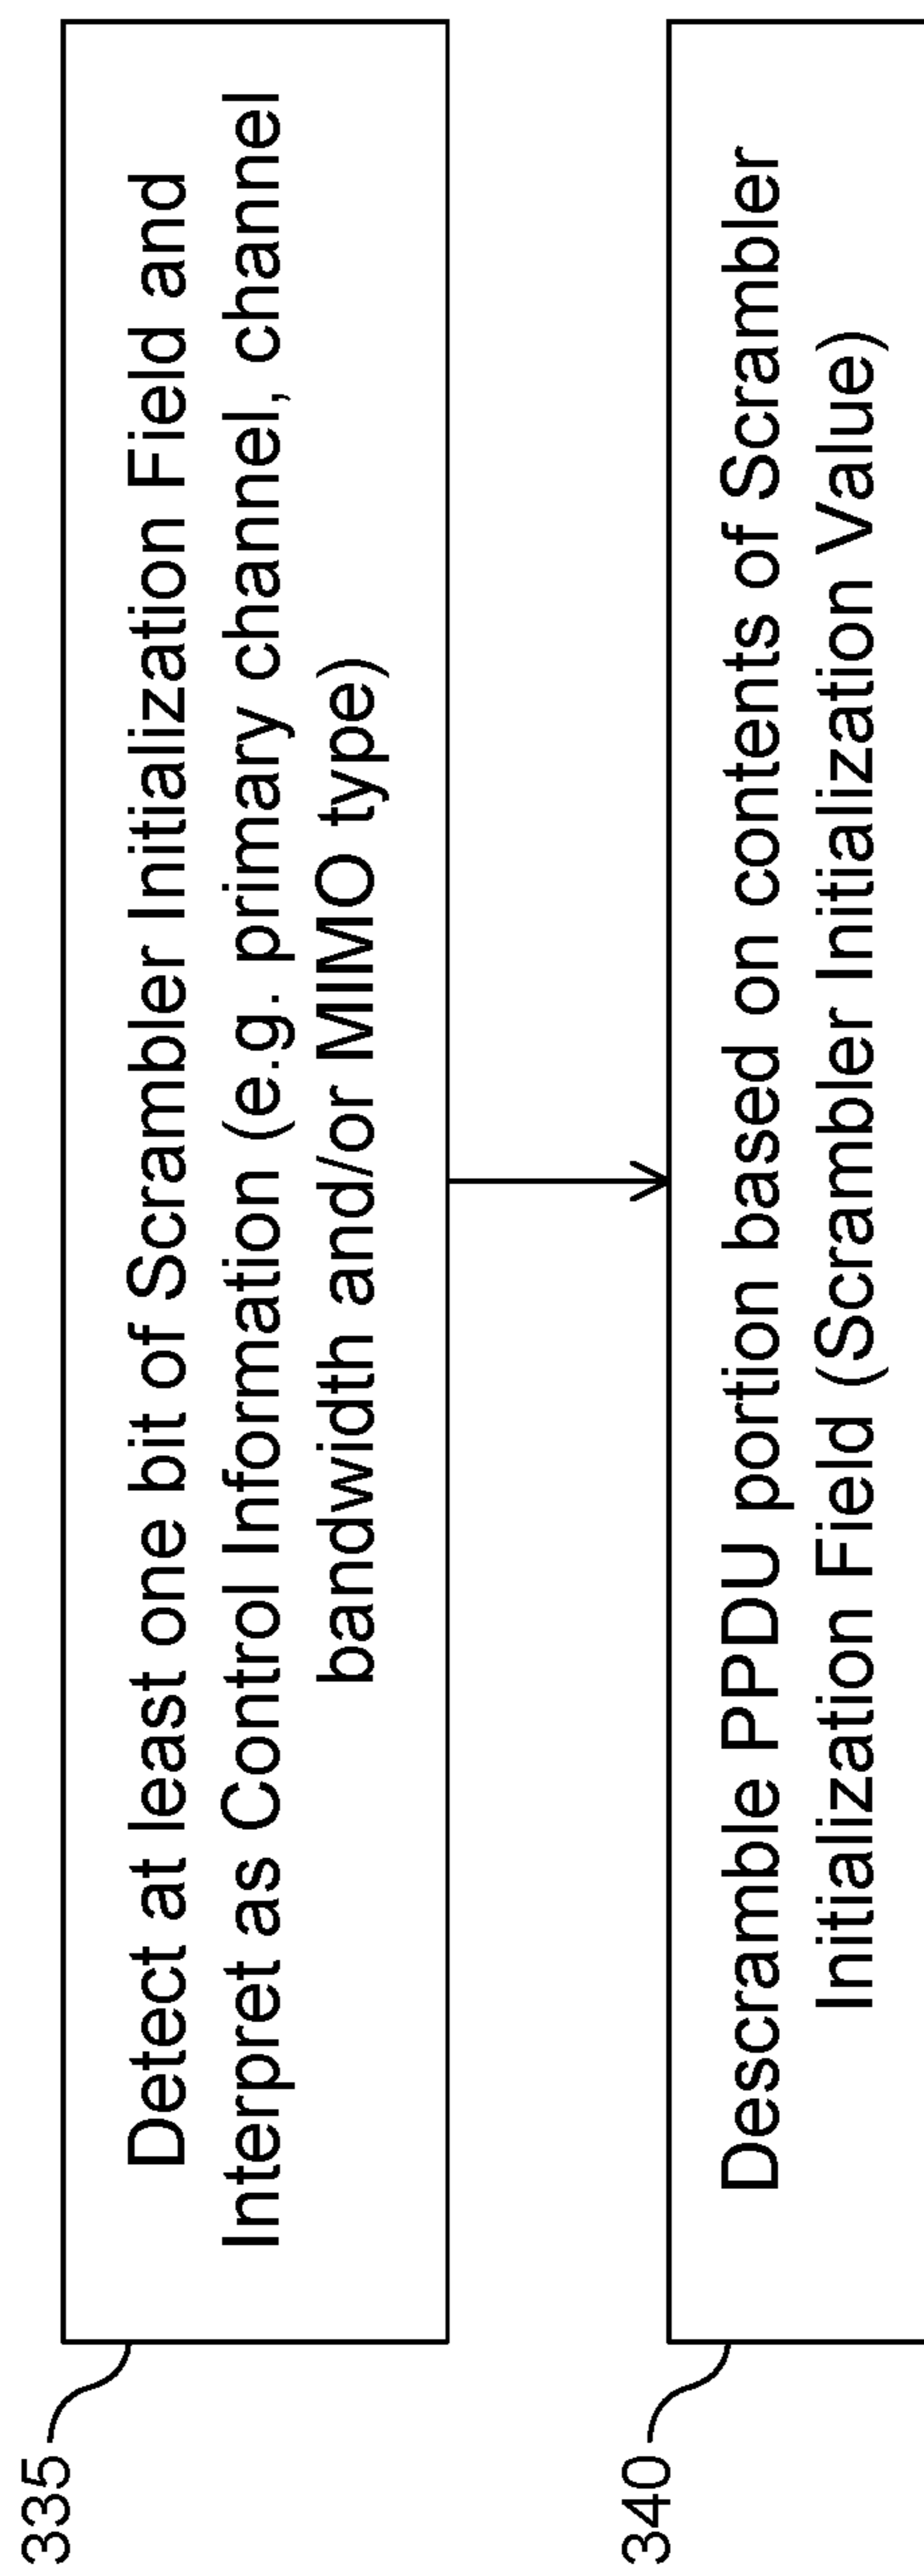 335
Detect at least one bit of Scrambler Initialization Field and
Interpret as Control Information (e.g. primary channel, channel
bandwidth and/or MIMO type)
340
Descramble PPDU portion based on contents of Scrambler
Initialization Field (Scrambler Initialization Value)